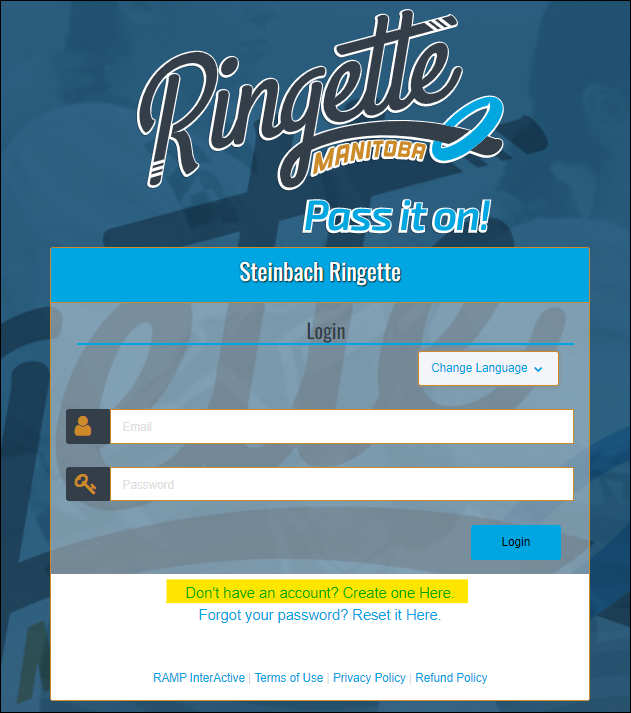 Ringette
MANITOBA
Pass it on!
Steinbach Ringette
Login
Change Language
Email
Password
Login
Don't have an account? Create one Here.
Forgot your password? Reset it Here.
RAMP InterActive | Terms of Use | Privacy Policy | Refund Policy